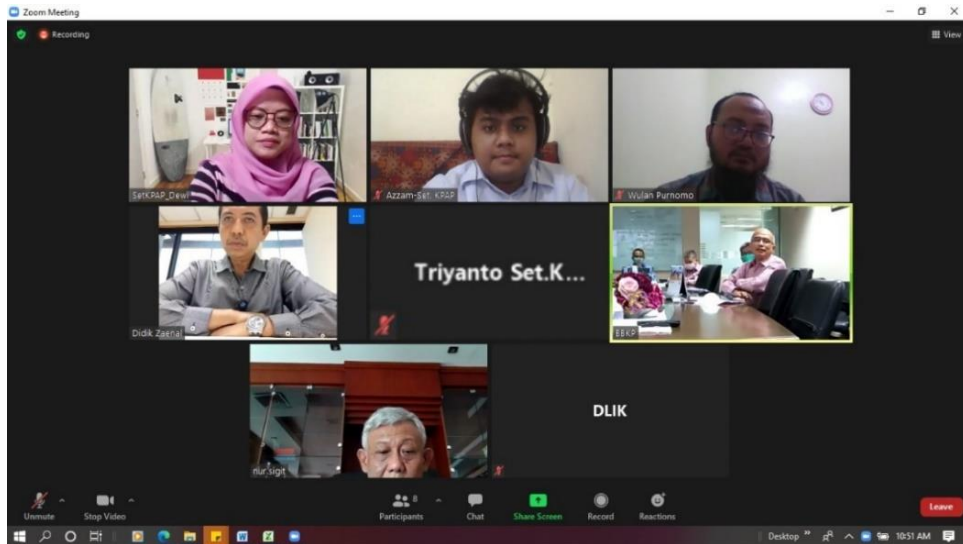 Zoom Meeting
Recording
View
SetKPAP_Dewi
Azzam-Set. KPAP
Wulan Purnomo
Didik Zaenal
Triyanto Set.K...
BBKP
nur.sigit
DLIK
Unmute
Stop Video
Participants
8
Chat
Share Screen
Record
Reactions
Leave
Desktop
10:51 AM